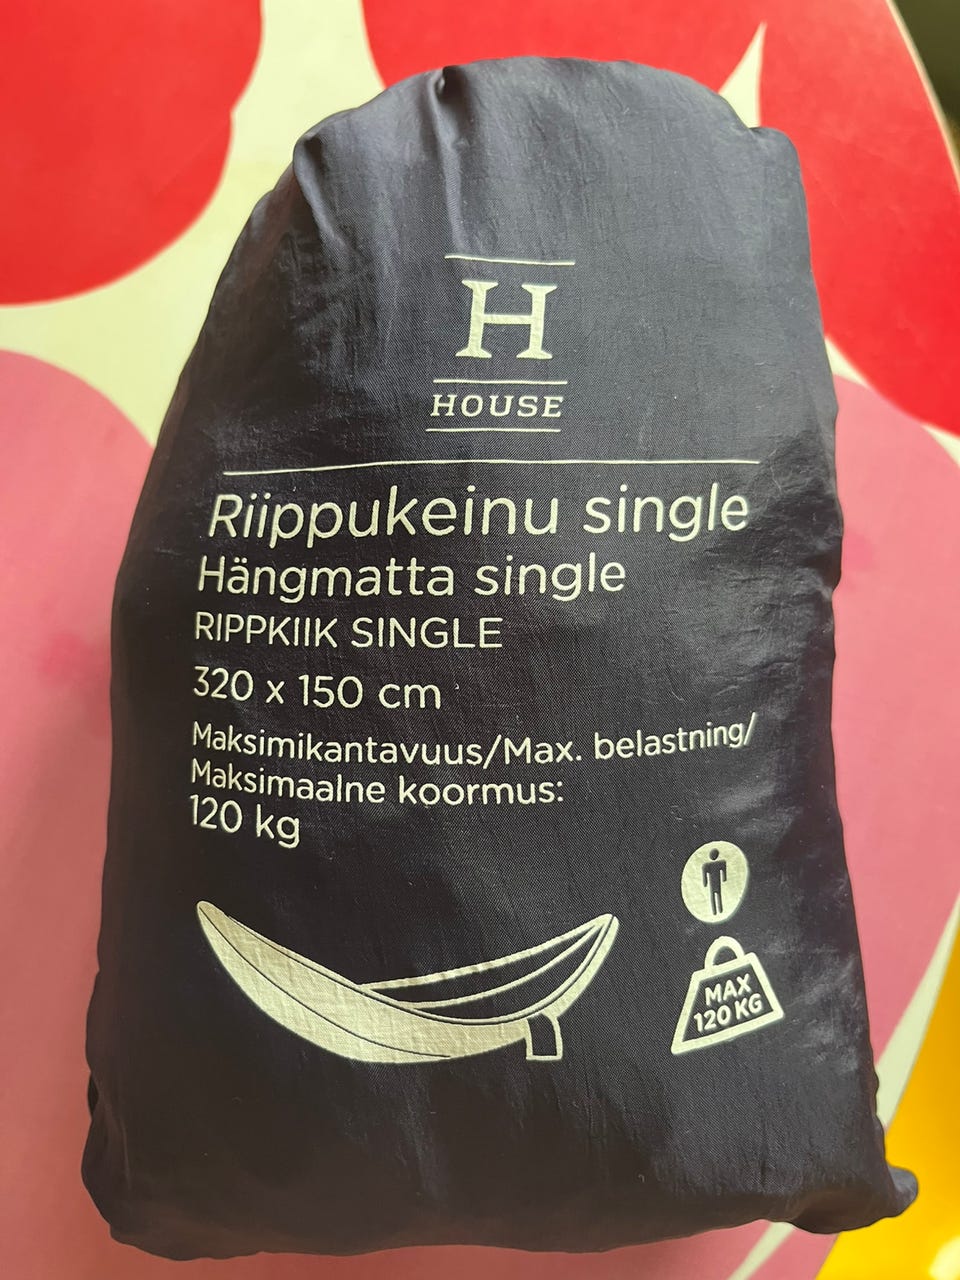 H
HOUSE
Riippukeinu single
Hängmatta single
RIPPKIIK SINGLE
320 x 150 cm
Maksimikantavuus/Max. belastning/
Maksimaalne koormus:
120 kg
MAX
120 KG